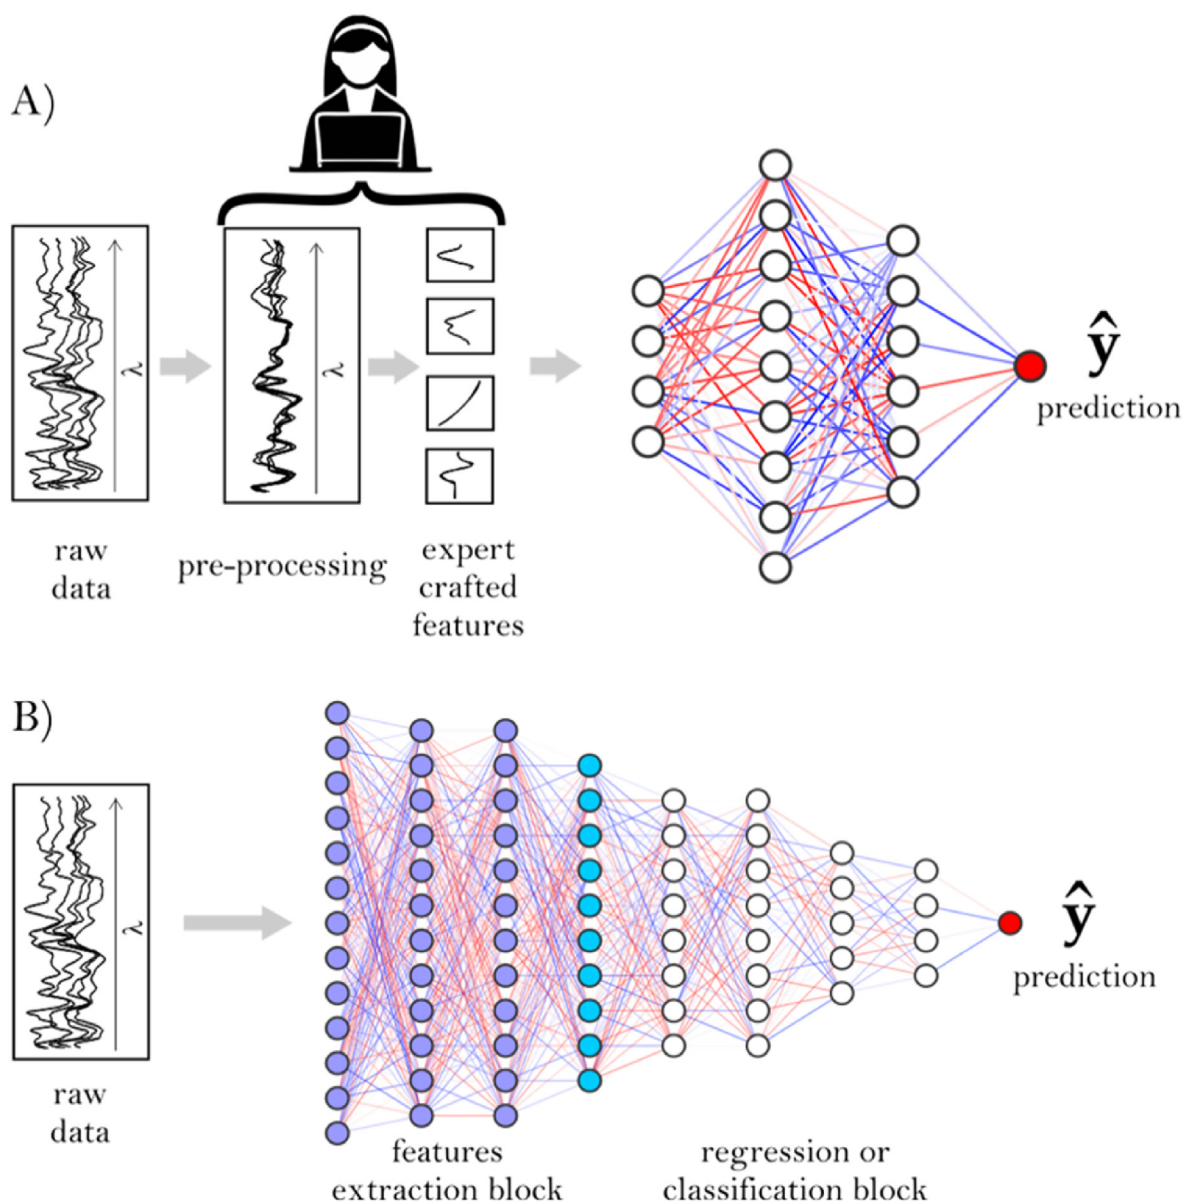 A)
λ
λ
raw
data
pre-processing
expert
crafted
features
ŷ
prediction
B)
λ
raw
data
features
extraction block
regression or
classification block
ŷ
prediction